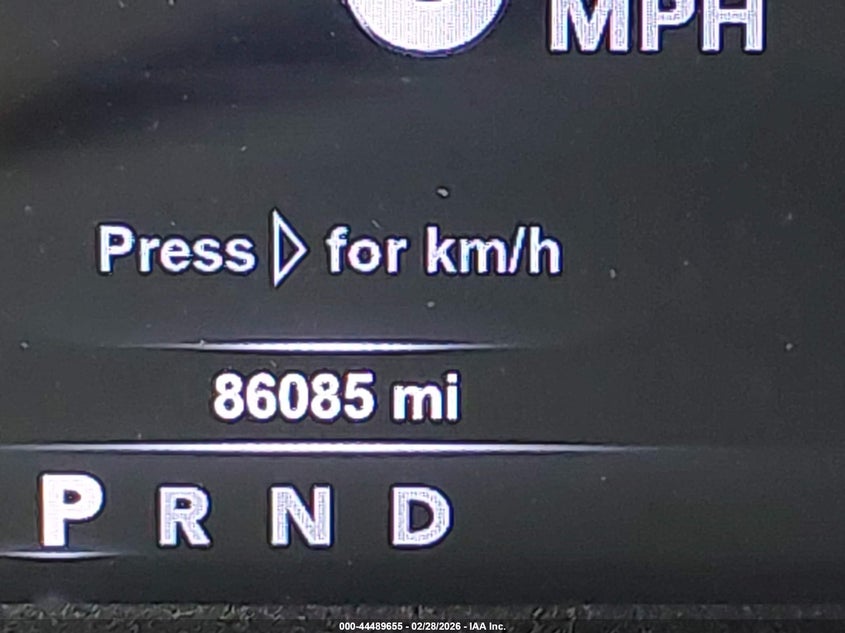 MPH
Press ▷ for km/h
86085 mi
P R N D
000-44489655 - 02/28/2026 - IAA Inc.